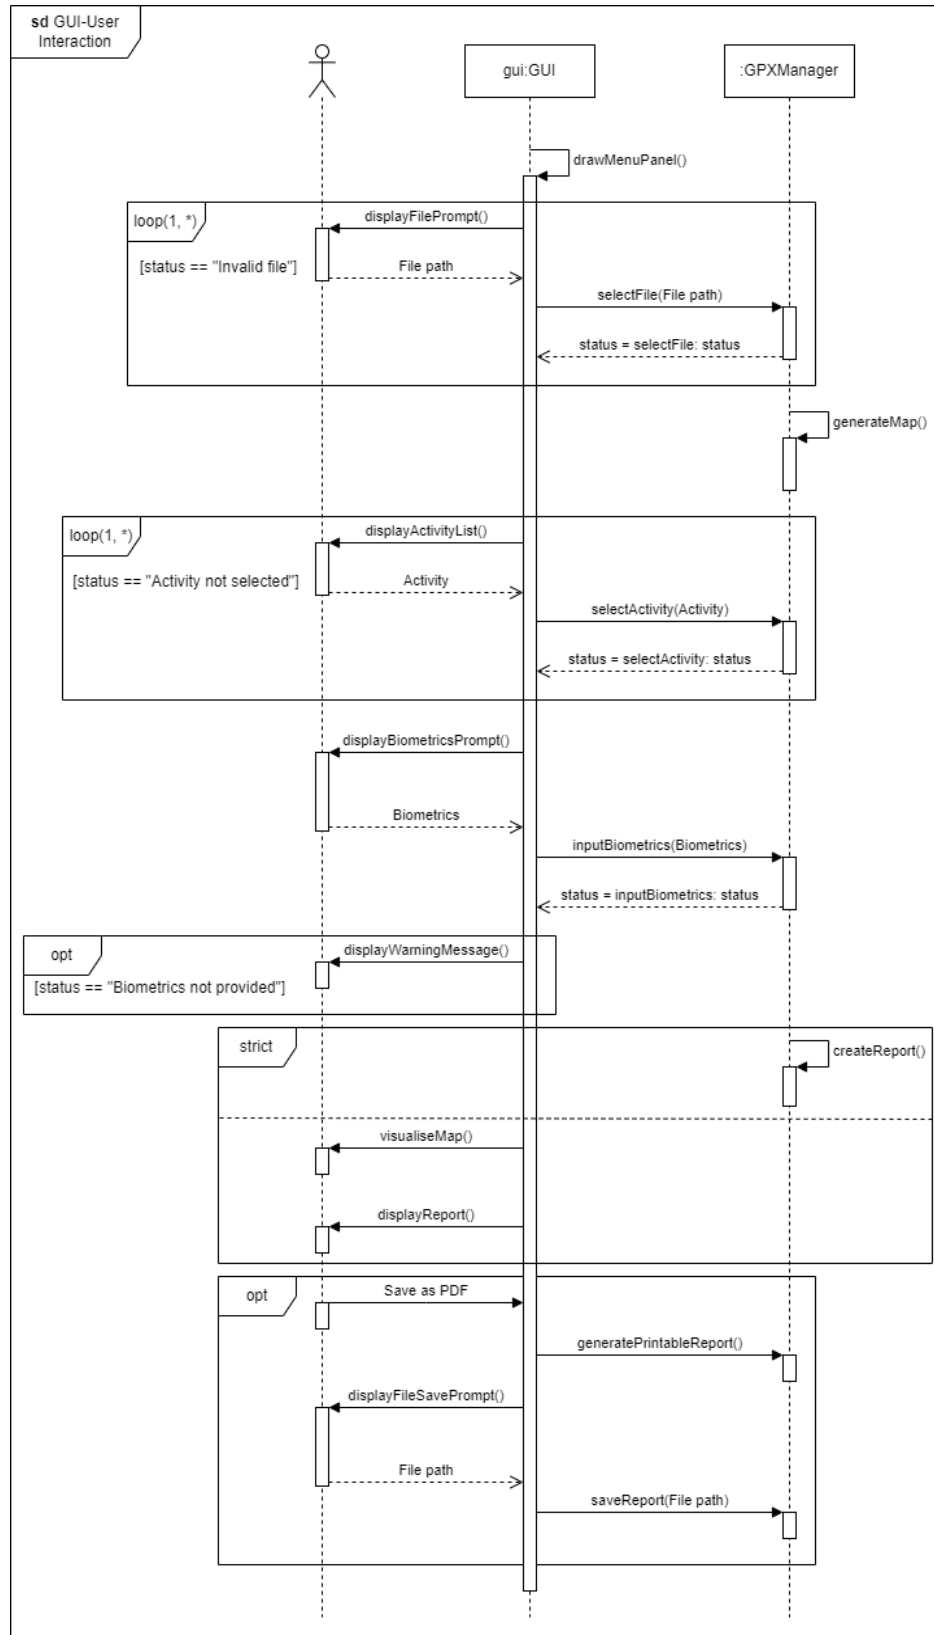 sd GUI-User
Interaction
gui:GUI
:GPXManager
drawMenuPanel()
loop(1, *)
displayFilePrompt()
[status == "Invalid file"]
File path
selectFile(File path)
status = selectFile: status
generateMap()
loop(1, *)
displayActivityList()
[status == "Activity not selected"]
Activity
selectActivity(Activity)
status = selectActivity: status
displayBiometricsPrompt()
Biometrics
inputBiometrics(Biometrics)
status = inputBiometrics: status
opt
displayWarningMessage()
[status == "Biometrics not provided"]
strict
createReport()
visualiseMap()
displayReport()
opt
Save as PDF
generatePrintableReport()
displayFileSavePrompt()
File path
saveReport(File path)